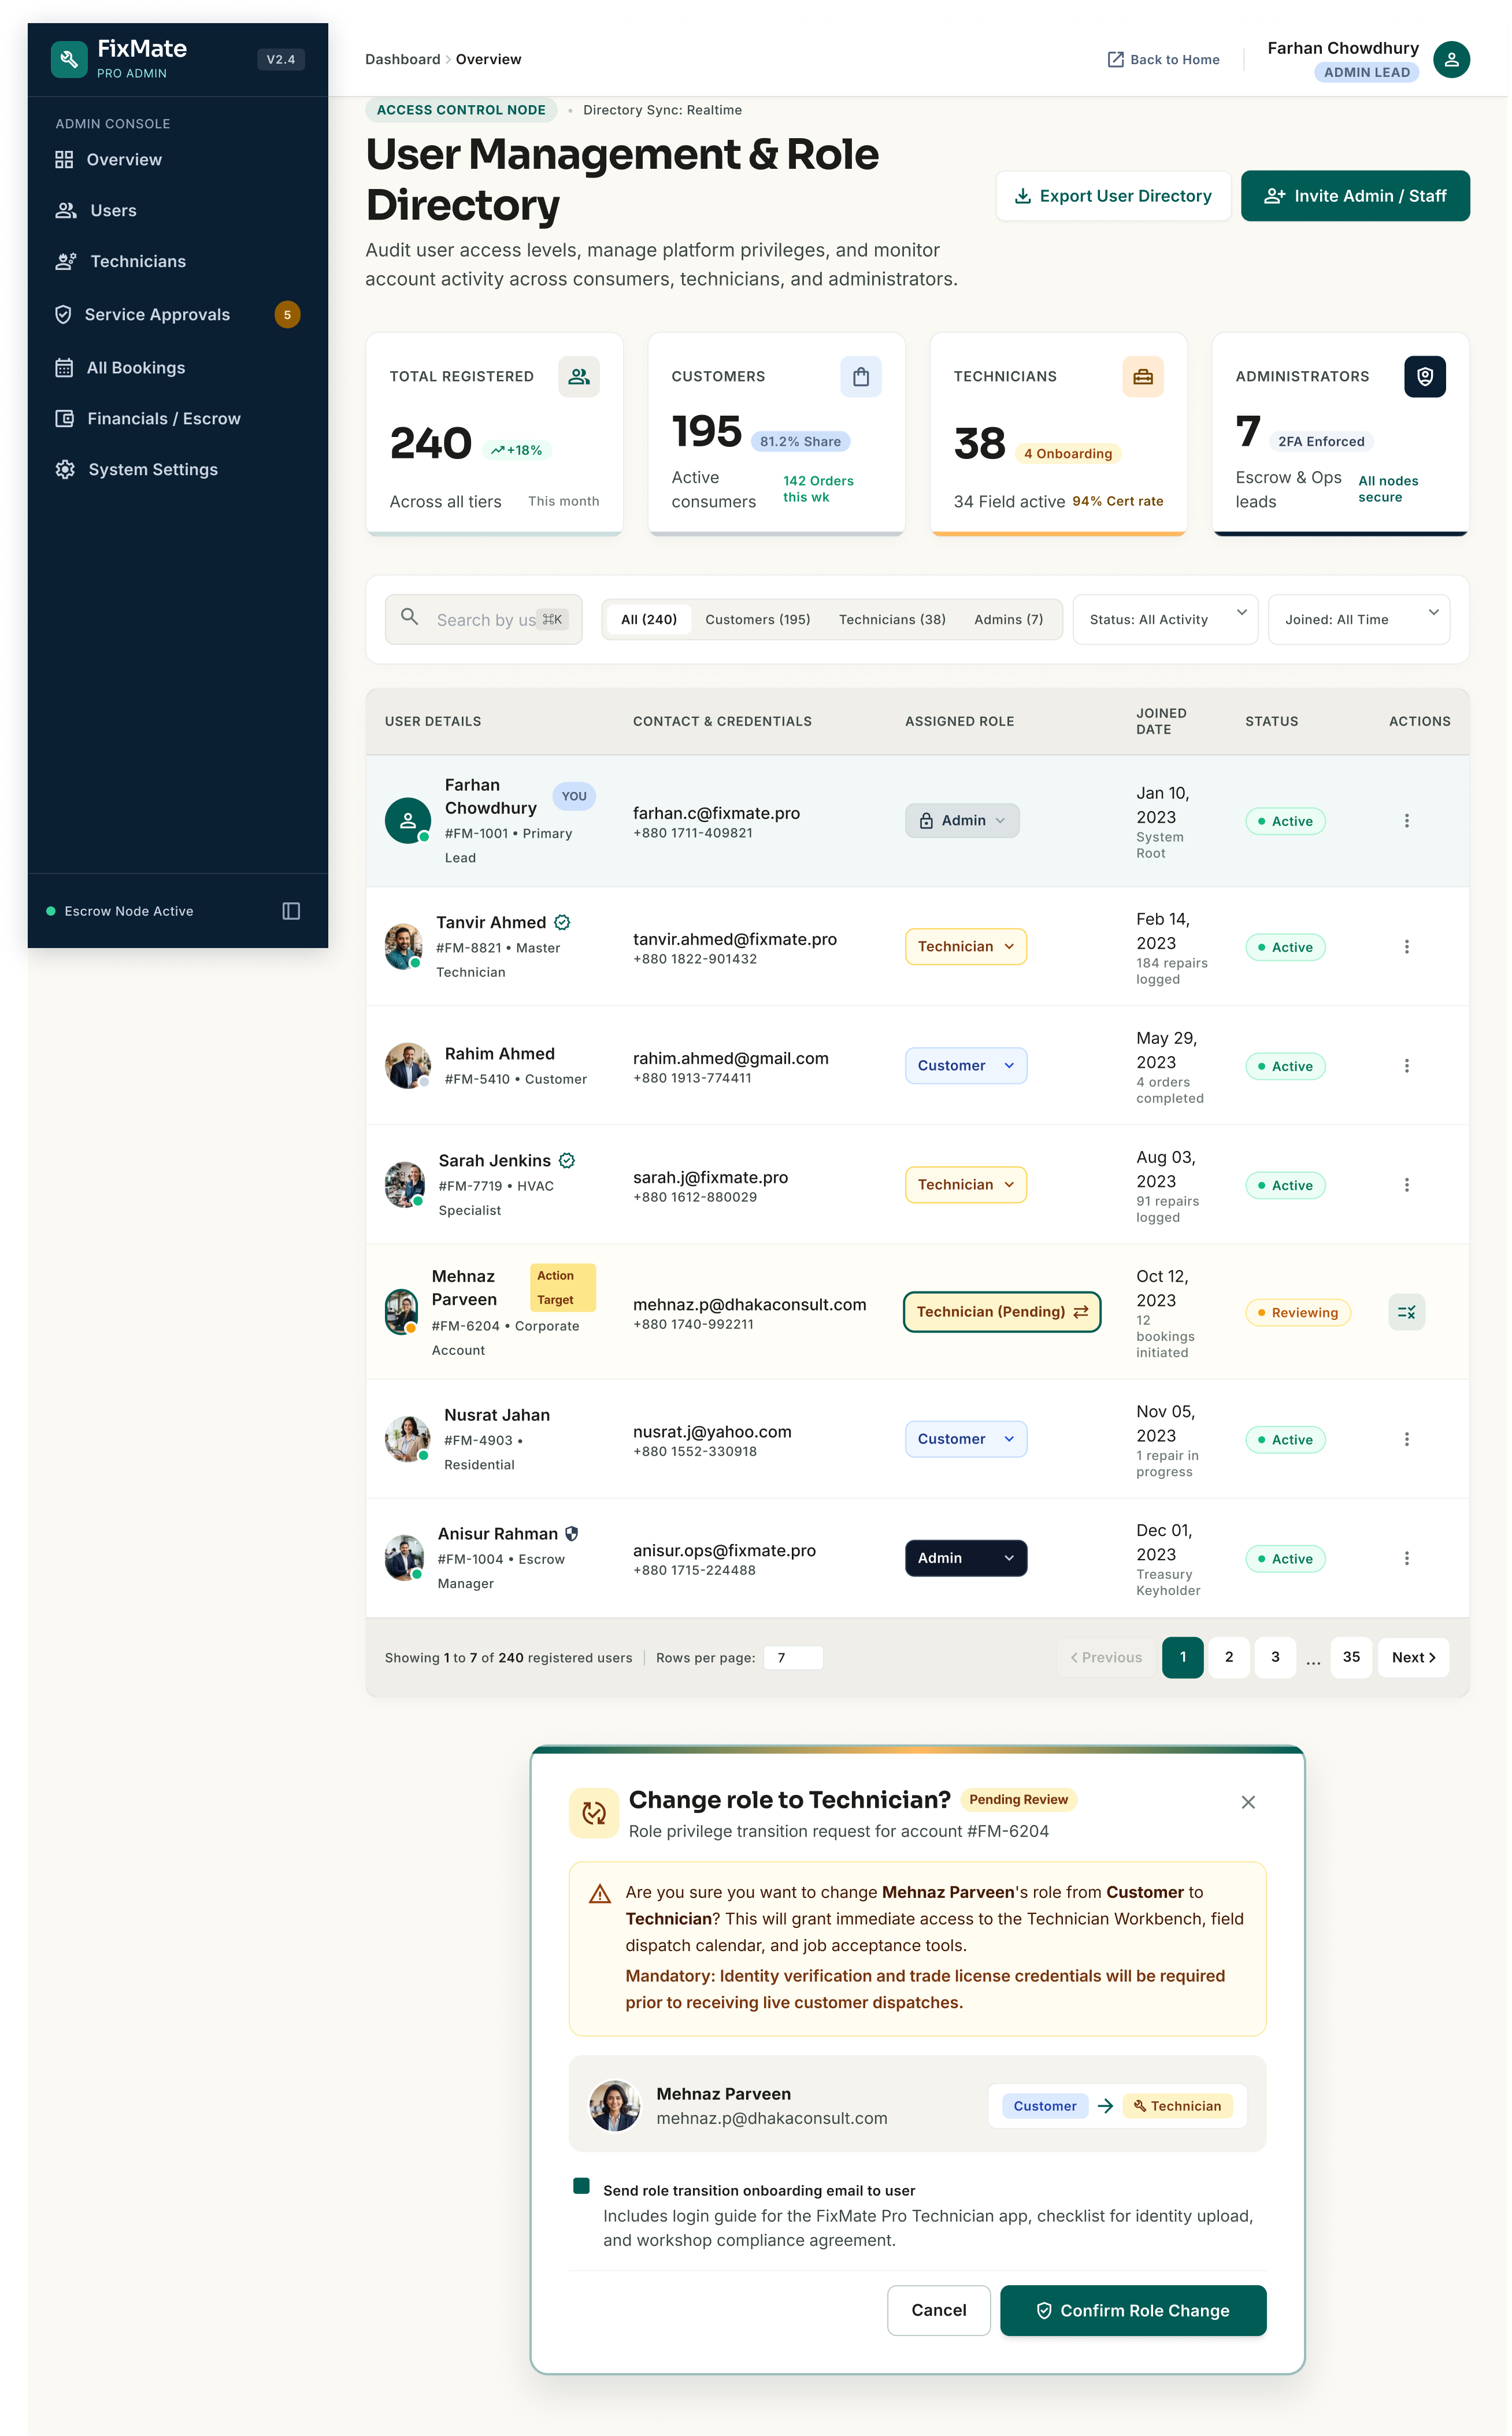 FixMate
PRO ADMIN
V2.4
ADMIN CONSOLE
Overview
Users
Technicians
Service Approvals 5
All Bookings
Financials / Escrow
System Settings
Escrow Node Active
Dashboard > Overview
Back to Home
Farhan Chowdhury
ADMIN LEAD
ACCESS CONTROL NODE • Directory Sync: Realtime
User Management & Role
Directory
Audit user access levels, manage platform privileges, and monitor
account activity across consumers, technicians, and administrators.
Export User Directory
Invite Admin / Staff
TOTAL REGISTERED
240 +18%
Across all tiers This month
CUSTOMERS
195 81.2% Share
Active
consumers
142 Orders
this wk
TECHNICIANS
38 4 Onboarding
34 Field active 94% Cert rate
ADMINISTRATORS
7 2FA Enforced
Escrow & Ops
leads
All nodes
secure
Search by us ⌘K
All (240) Customers (195) Technicians (38) Admins (7)
Status: All Activity
Joined: All Time
USER DETAILS
CONTACT & CREDENTIALS
ASSIGNED ROLE
JOINED
DATE
STATUS
ACTIONS
Farhan
Chowdhury
YOU
#FM-1001 • Primary
Lead
farhan.c@fixmate.pro
+880 1711-409821
Admin
Jan 10,
2023
System
Root
Active
Tanvir Ahmed
#FM-8821 • Master
Technician
tanvir.ahmed@fixmate.pro
+880 1822-901432
Technician
Feb 14,
2023
184 repairs
logged
Active
Rahim Ahmed
#FM-5410 • Customer
rahim.ahmed@gmail.com
+880 1913-774411
Customer
May 29,
2023
4 orders
completed
Active
Sarah Jenkins
#FM-7719 • HVAC
Specialist
sarah.j@fixmate.pro
+880 1612-880029
Technician
Aug 03,
2023
91 repairs
logged
Active
Mehnaz
Parveen
Action
Target
#FM-6204 • Corporate
Account
mehnaz.p@dhakaconsult.com
+880 1740-992211
Technician (Pending)
Oct 12,
2023
12
bookings
initiated
Reviewing
Nusrat Jahan
#FM-4903 •
Residential
nusrat.j@yahoo.com
+880 1552-330918
Customer
Nov 05,
2023
1 repair in
progress
Active
Anisur Rahman
#FM-1004 • Escrow
Manager
anisur.ops@fixmate.pro
+880 1715-224488
Admin
Dec 01,
2023
Treasury
Keyholder
Active
Showing 1 to 7 of 240 registered users
Rows per page: 7
Previous 1 2 3 ... 35 Next
Change role to Technician? Pending Review
Role privilege transition request for account #FM-6204
Are you sure you want to change Mehnaz Parveen's role from Customer to
Technician? This will grant immediate access to the Technician Workbench, field
dispatch calendar, and job acceptance tools.
Mandatory: Identity verification and trade license credentials will be required
prior to receiving live customer dispatches.
Mehnaz Parveen
mehnaz.p@dhakaconsult.com
Customer → Technician
Send role transition onboarding email to user
Includes login guide for the FixMate Pro Technician app, checklist for identity upload,
and workshop compliance agreement.
Cancel
Confirm Role Change